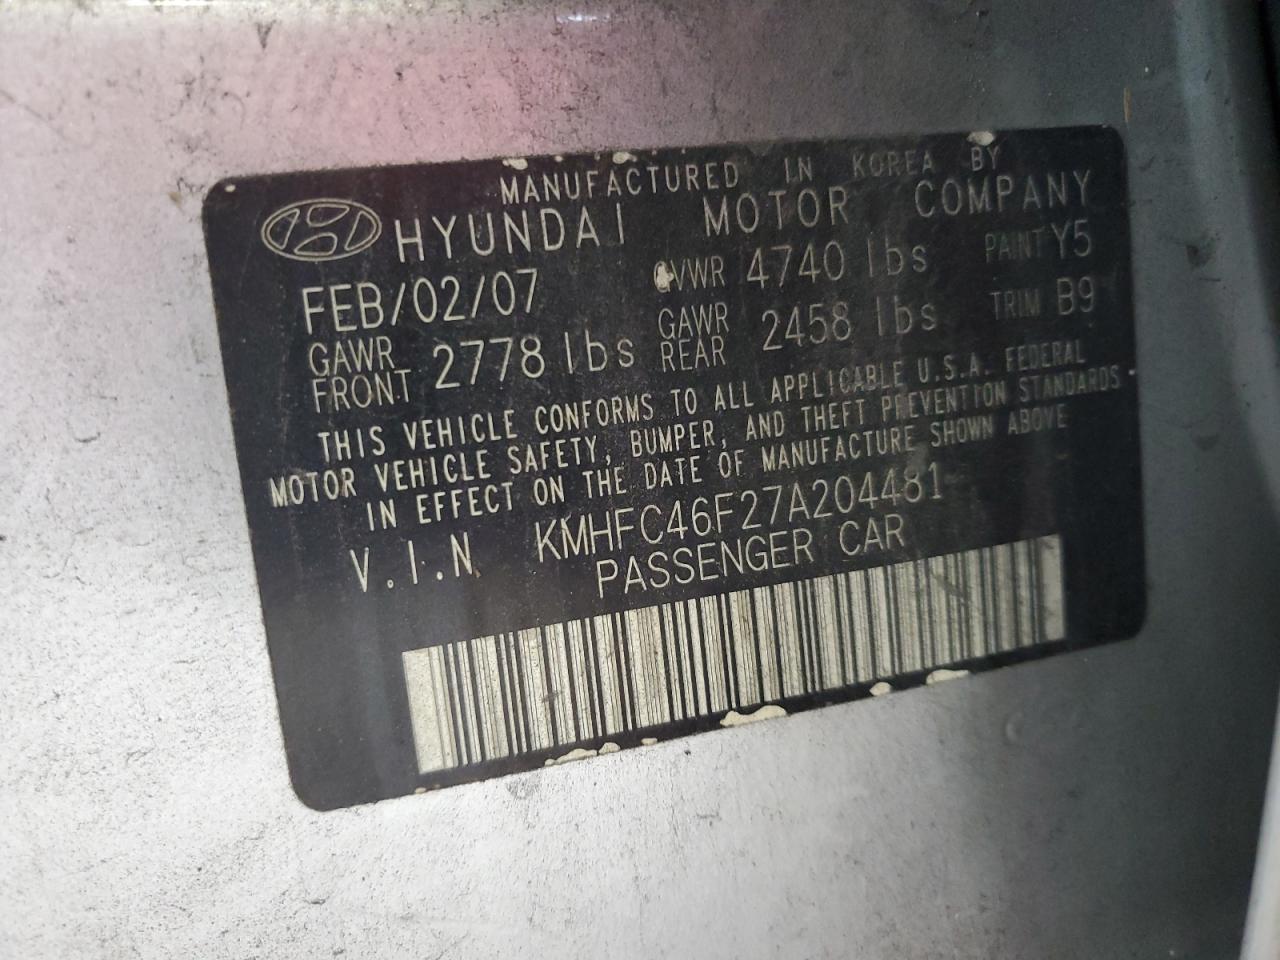 MANUFACTURED IN KOREA BY
HYUNDAI MOTOR COMPANY
FEB/02/07 GVWR 4740 lbs PAINT Y5
GAWR FRONT 2778 lbs GAWR REAR 2458 lbs TRIM B9
THIS VEHICLE CONFORMS TO ALL APPLICABLE U.S.A. FEDERAL
MOTOR VEHICLE SAFETY, BUMPER, AND THEFT PREVENTION STANDARDS
IN EFFECT ON THE DATE OF MANUFACTURE SHOWN ABOVE
V.I.N KMHFC46F27A204481
PASSENGER CAR